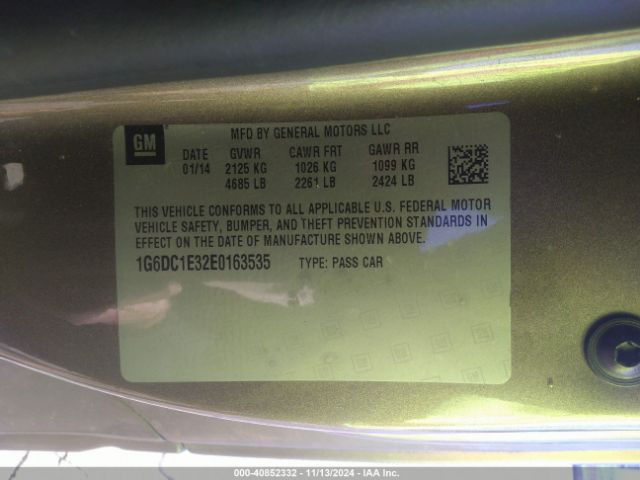 GM
MFD BY GENERAL MOTORS LLC
DATE GVWR CAWR FRT GAWR RR
01/14 2125 KG 1026 KG 1099 KG
4685 LB 2261 LB 2424 LB
THIS VEHICLE CONFORMS TO ALL APPLICABLE U.S. FEDERAL MOTOR
VEHICLE SAFETY, BUMPER, AND THEFT PREVENTION STANDARDS IN
EFFECT ON THE DATE OF MANUFACTURE SHOWN ABOVE.
1G6DC1E32E0163535 TYPE: PASS CAR
000-40852332 - 11/13/2024 - IAA Inc.